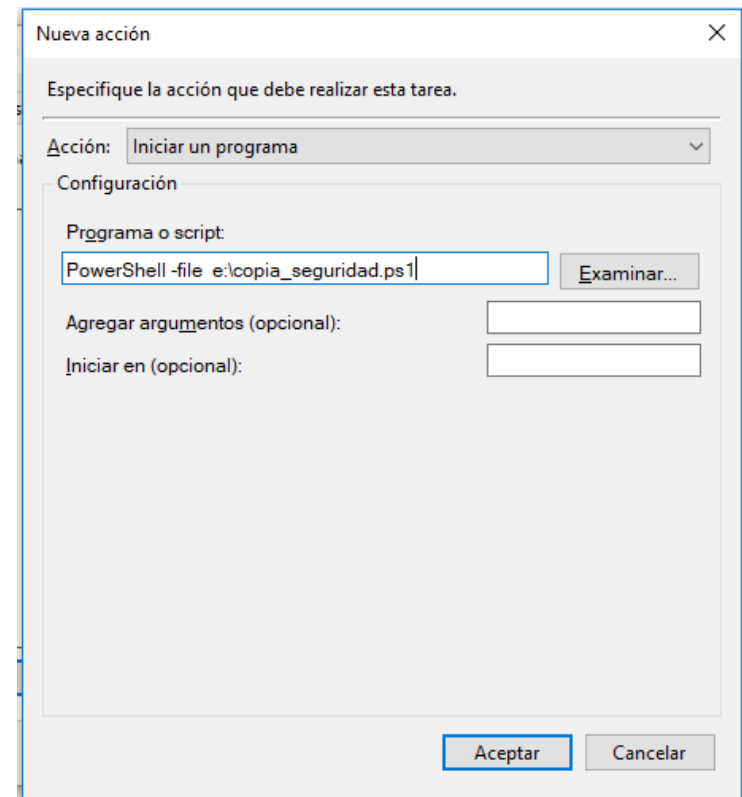 Nueva acción
Especifique la acción que debe realizar esta tarea.
Acción: Iniciar un programa
Configuración
Programa o script:
PowerShell -file  e:\copia_seguridad.ps1 Examinar...
Agregar argumentos (opcional):
Iniciar en (opcional):
Aceptar Cancelar